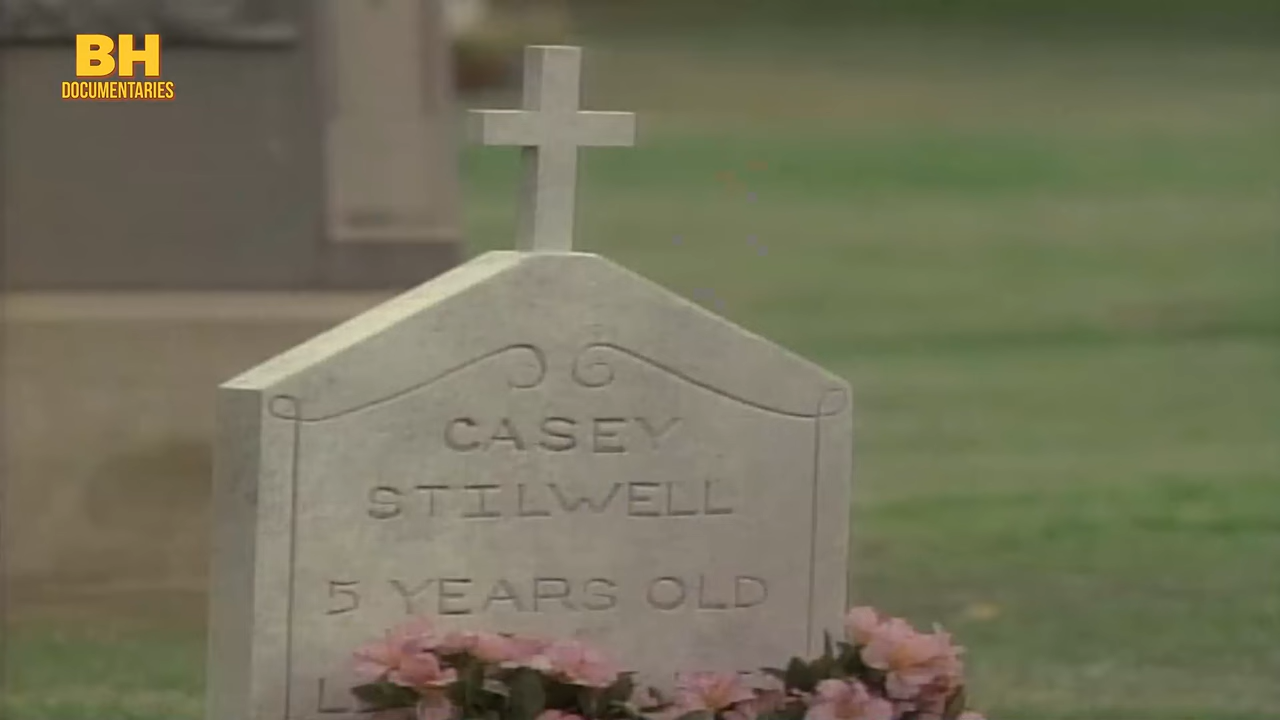 BH
DOCUMENTARIES
CASEY
STILWELL
5 YEARS OLD